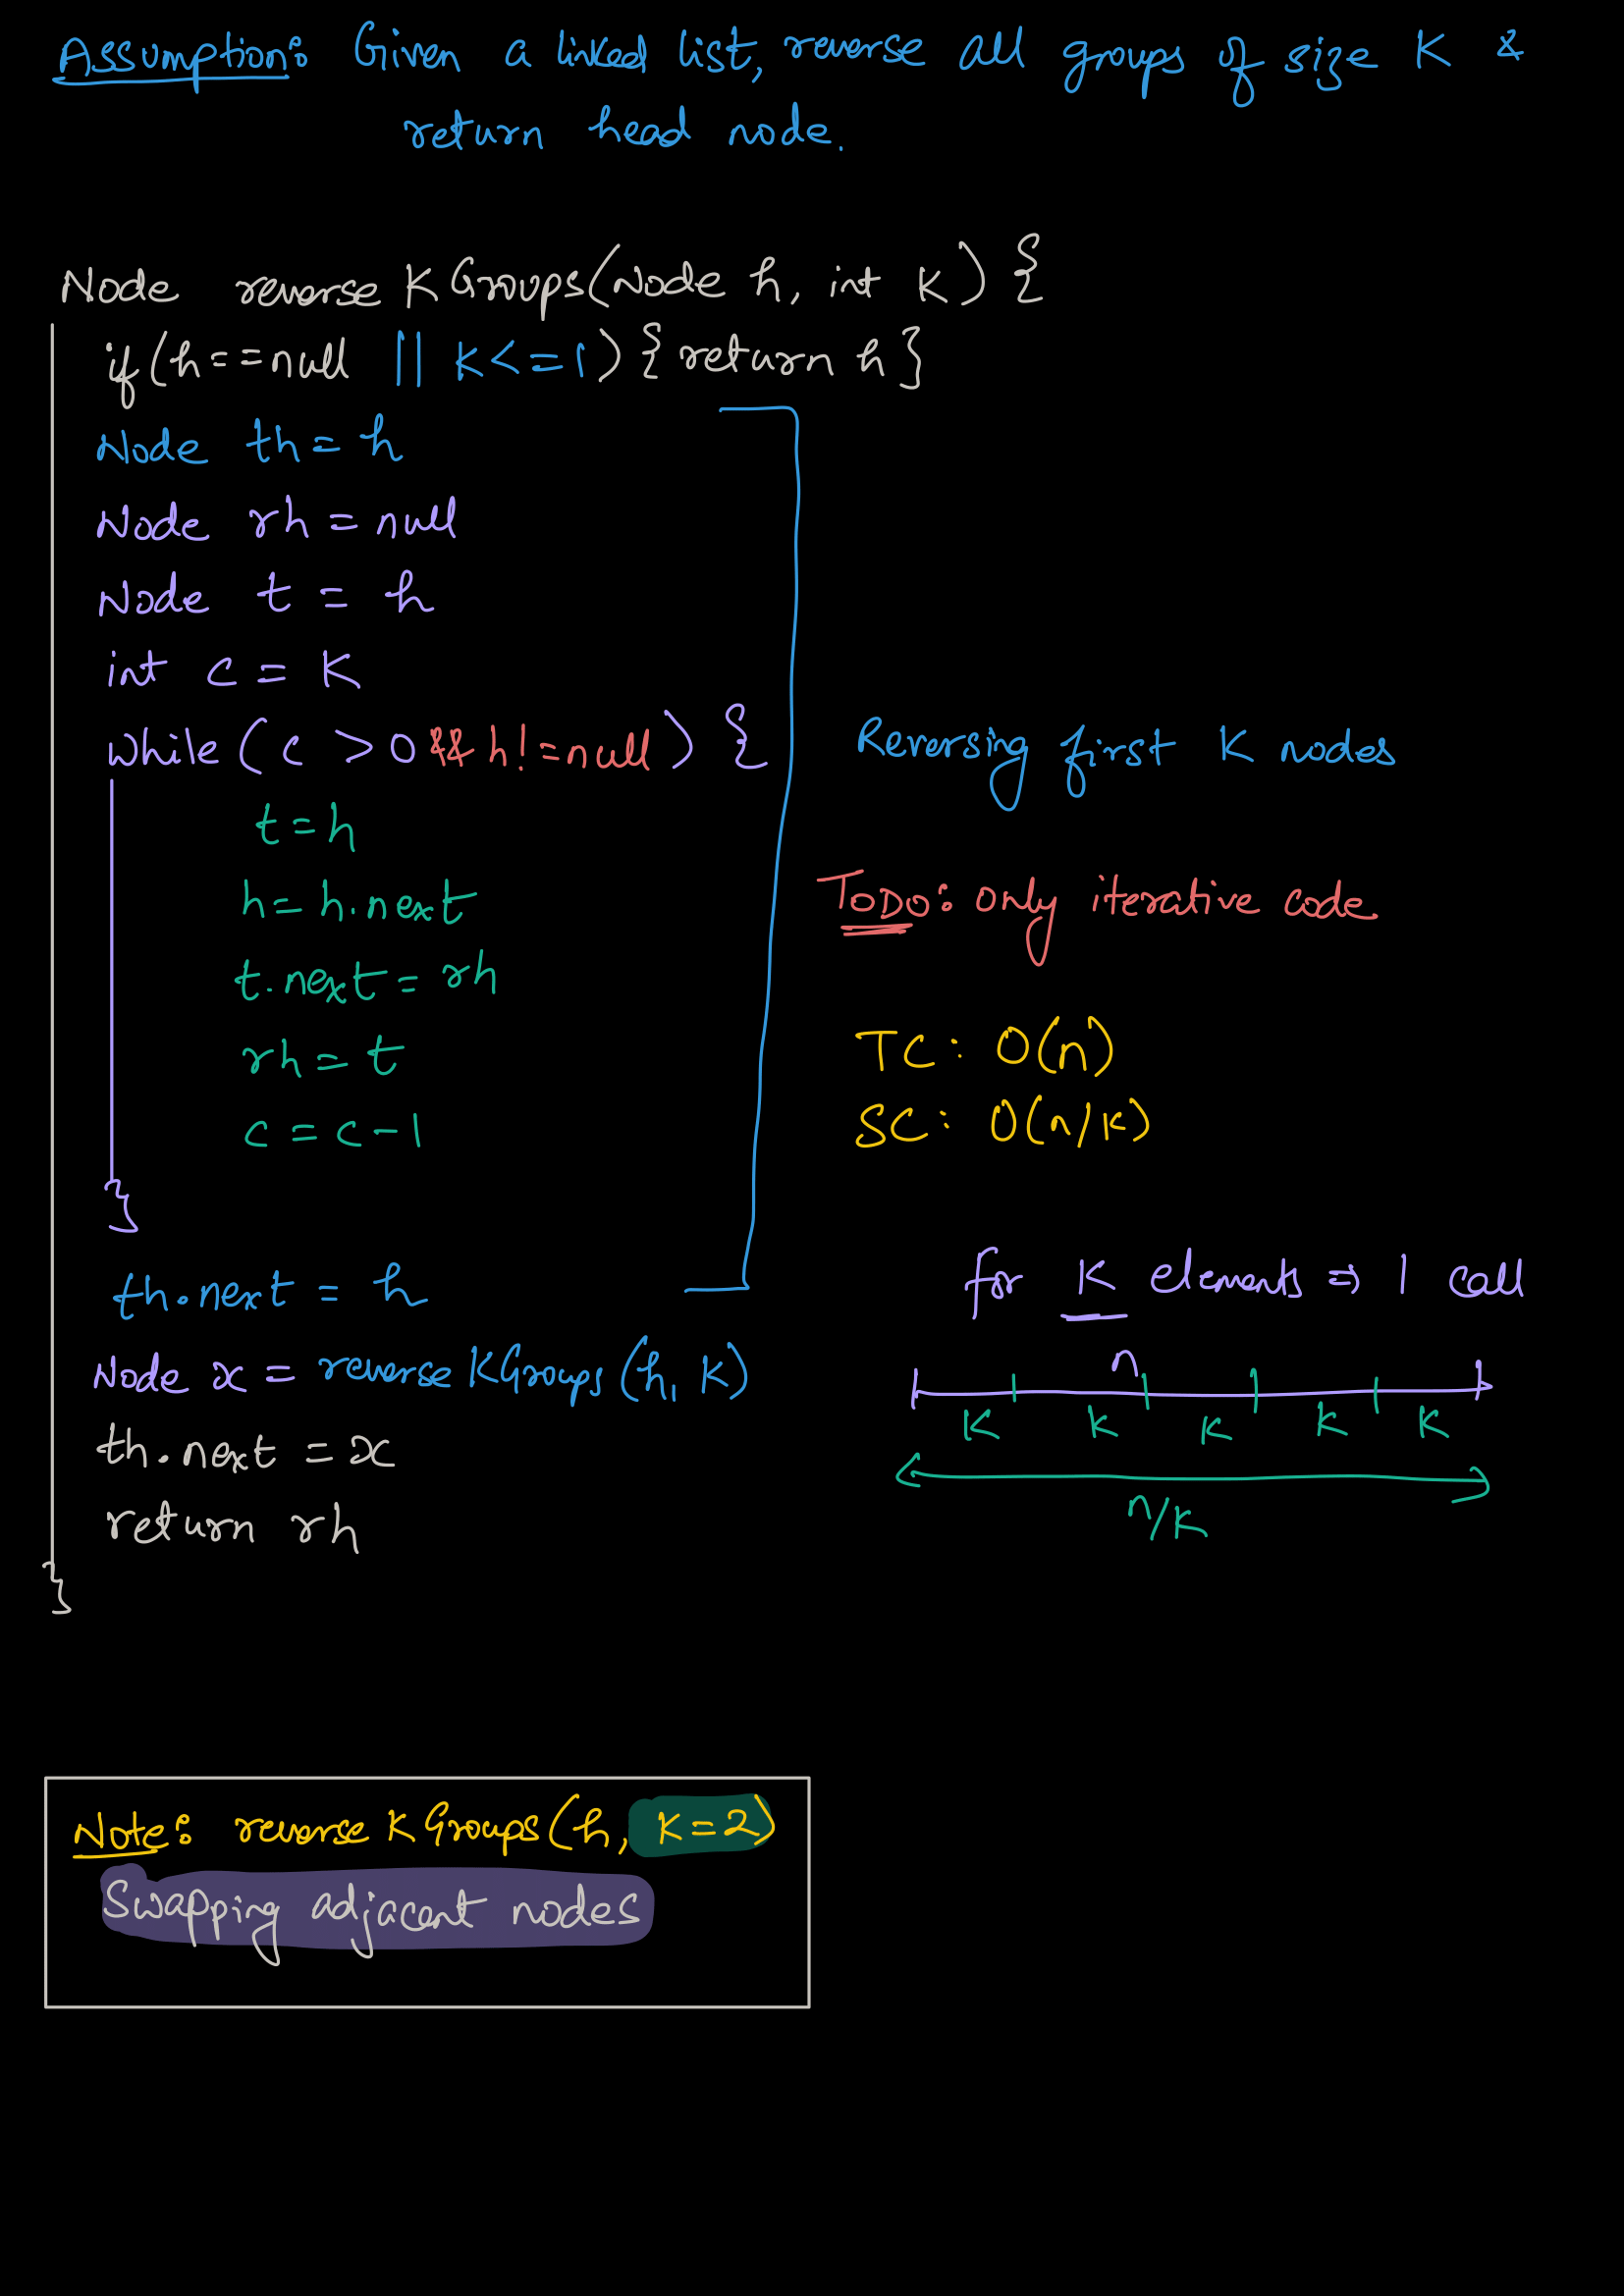 Assumption: Given a linked list, reverse all groups of size K &
return head node.
Node reverse K Groups(Node h, int K) {
if(h==null || K<=1){return h}
Node th = h
Node rh = null
Node t = h
int c = K
while(c >0 && h!=null) {
t=h
h=h.next
t.next=rh
rh=t
c=c-1
}
th.next = h
Node x = reverse KGroups(h, K)
th.next = x
return rh
}
Reversing first K nodes
TODO: only iterative code
TC: O(n)
SC: O(n/K)
for K elements ⇒ 1 call
n
K K K K K
n/K
Note: reverse K Groups(h, K=2)
Swapping adjacent nodes